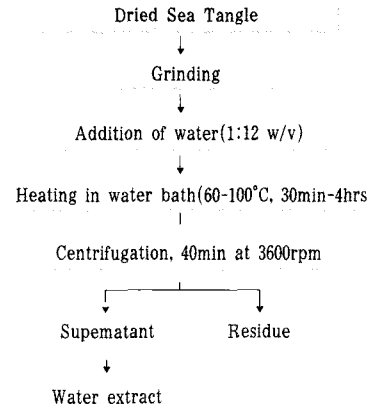 Dried Sea Tangle
Grinding
Addition of water(1:12 w/v)
Heating in water bath(60-100°C, 30min-4hrs
Centrifugation, 40min at 3600rpm
Supematant Residue
Water extract